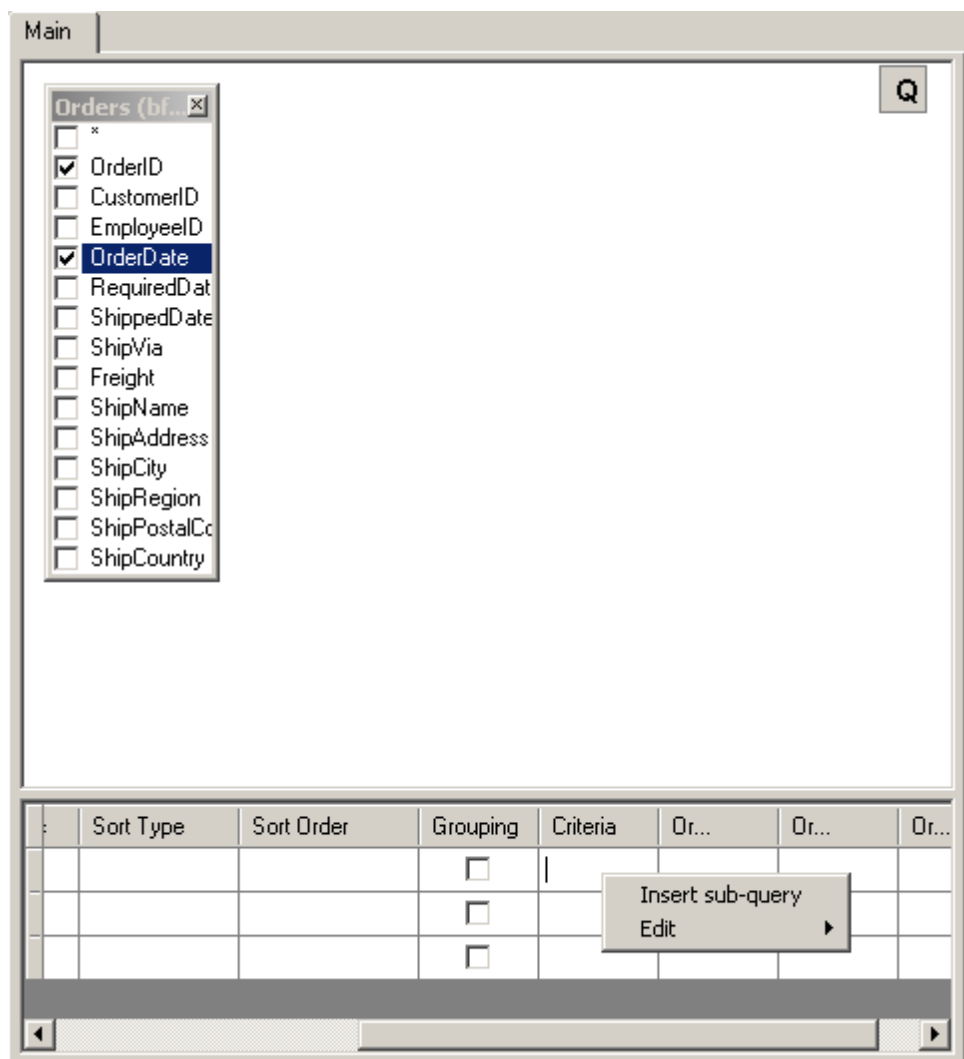 Main
Q
Orders (bf...
*
OrderID
CustomerID
EmployeeID
OrderDate
RequiredDat
ShippedDate
ShipVia
Freight
ShipName
ShipAddress
ShipCity
ShipRegion
ShipPostalCo
ShipCountry
: Sort Type Sort Order Grouping Criteria Or... Or... Or...
Insert sub-query
Edit